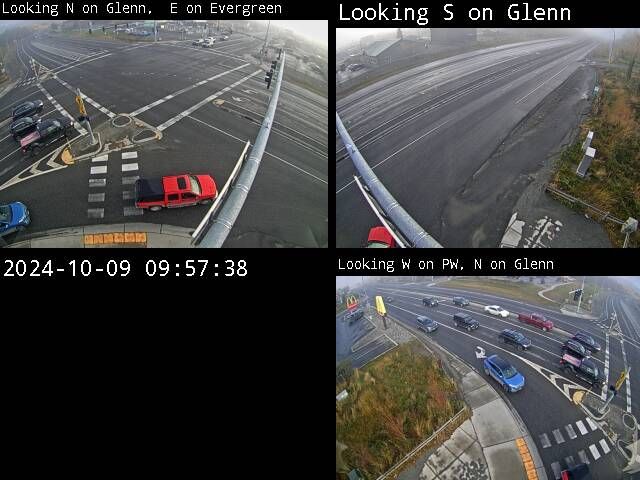 Looking N on Glenn, E on Evergreen
Looking S on Glenn
2024-10-09 09:57:38
Looking W on PW, N on Glenn